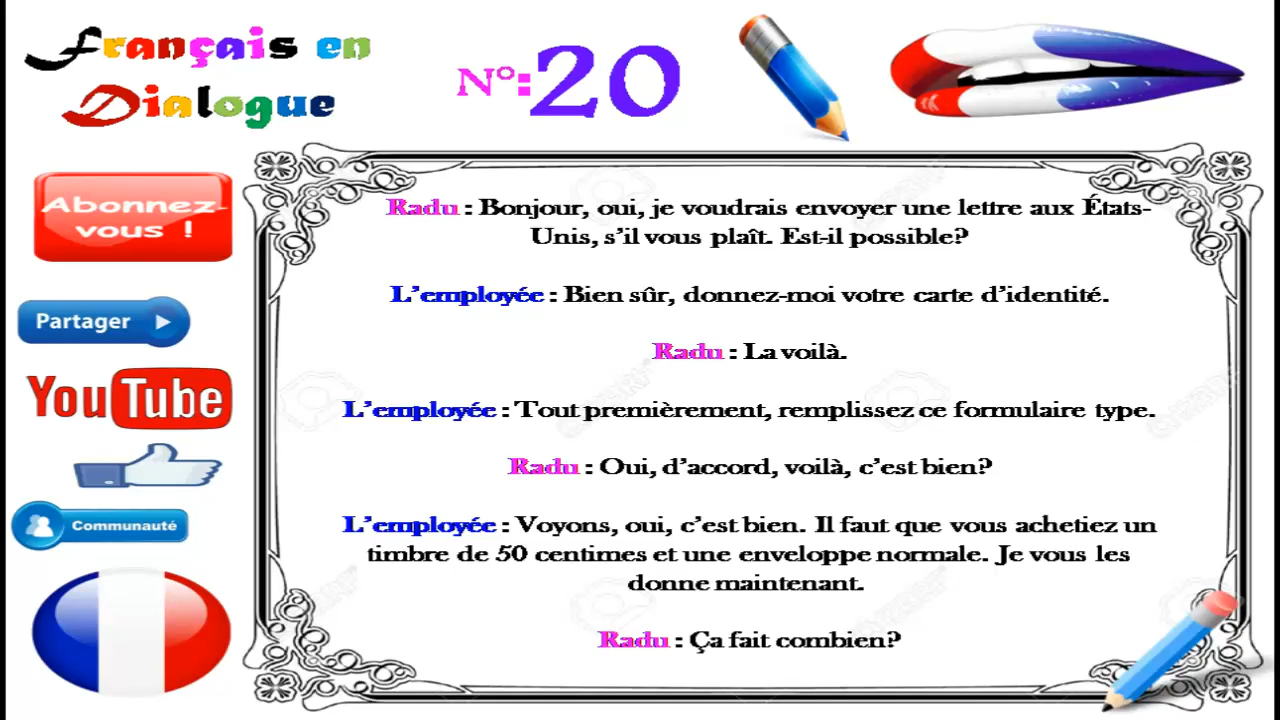 Français en
Dialogue
N°:20
Abonnez-
vous !
Partager
YouTube
Communauté
Radu : Bonjour, oui, je voudrais envoyer une lettre aux États-
Unis, s’il vous plaît. Est-il possible?
L’employée : Bien sûr, donnez-moi votre carte d’identité.
Radu : La voilà.
L’employée : Tout premièrement, remplissez ce formulaire type.
Radu : Oui, d’accord, voilà, c’est bien?
L’employée : Voyons, oui, c’est bien. Il faut que vous achetiez un
timbre de 50 centimes et une enveloppe normale. Je vous les
donne maintenant.
Radu : Ça fait combien?